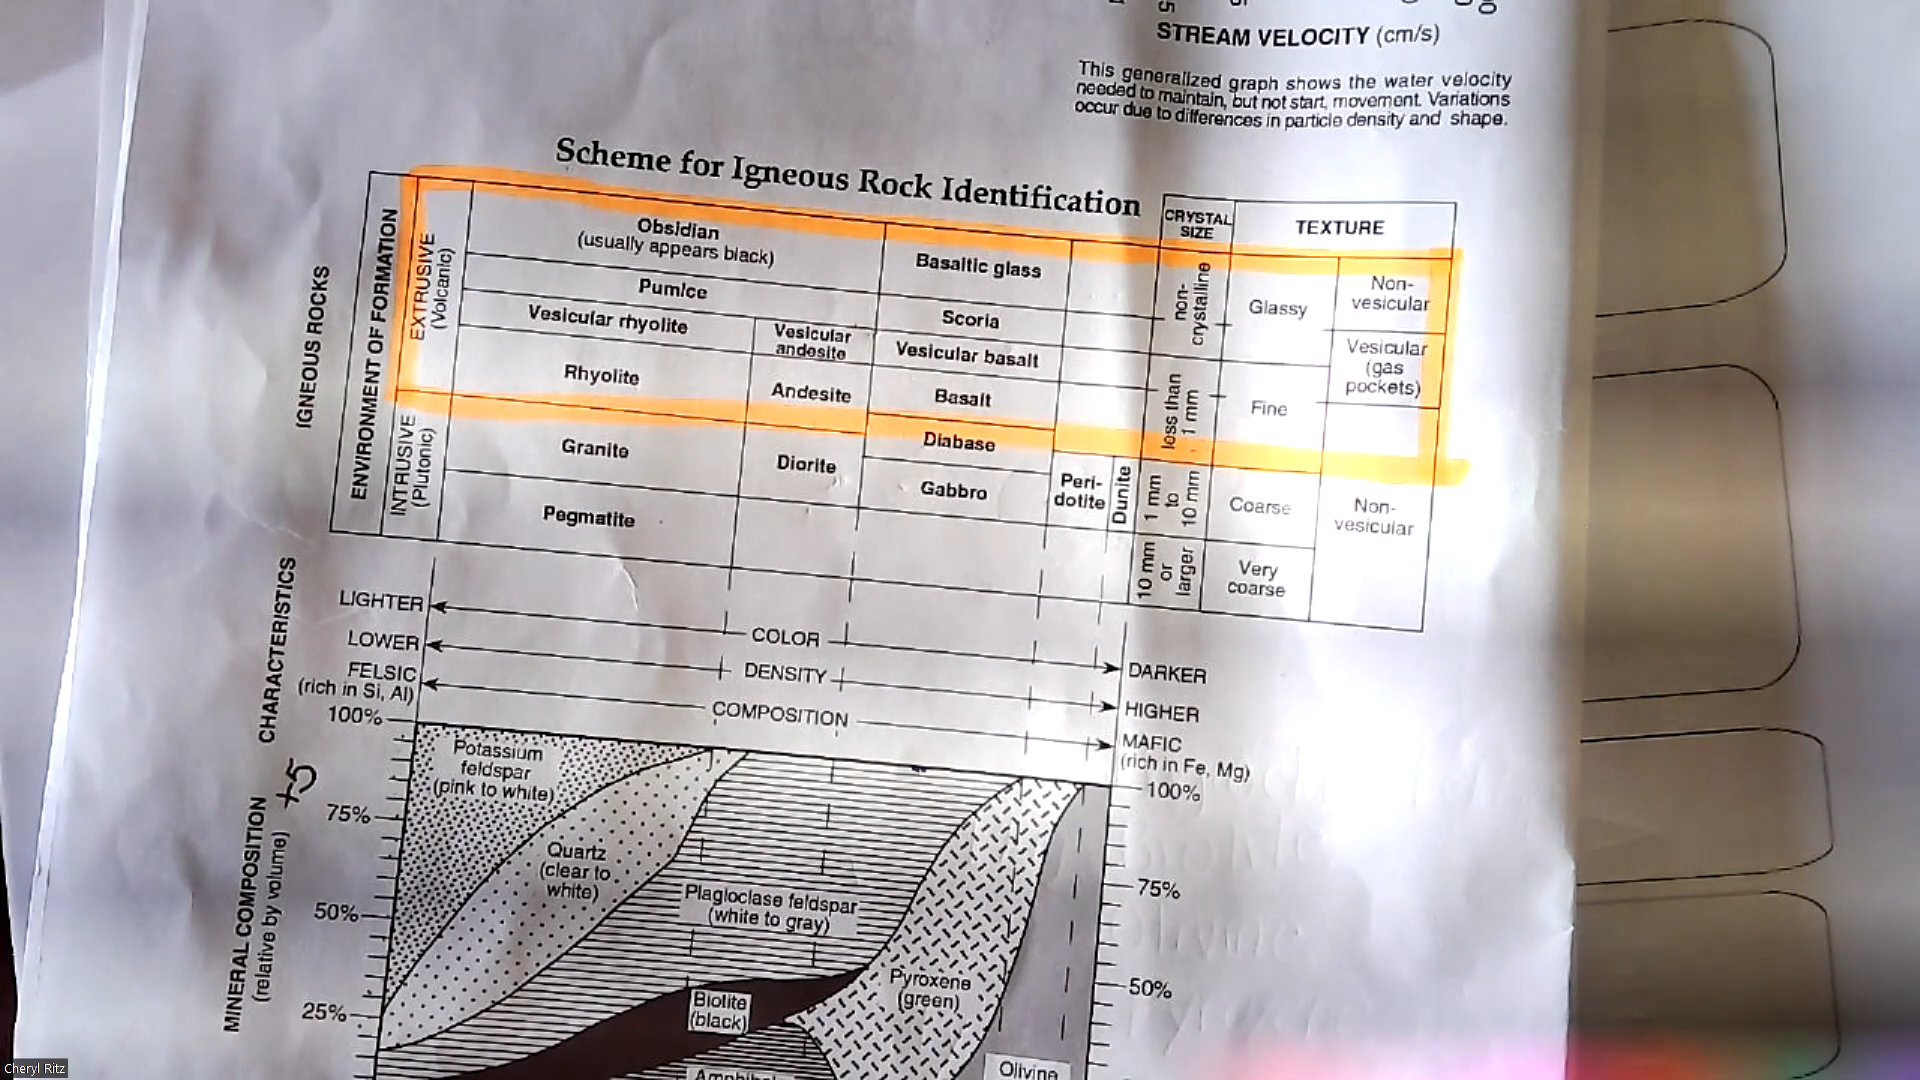 STREAM VELOCITY (cm/s)
This generalized graph shows the water velocity
needed to maintain, but not start, movement. Variations
occur due to differences in particle density and shape.
Scheme for Igneous Rock Identification
IGNEOUS ROCKS
ENVIRONMENT OF FORMATION
EXTRUSIVE
(Volcanic)
INTRUSIVE
(Plutonic)
CRYSTAL
SIZE
TEXTURE
Obsidian
(usually appears black)
Basaltic glass
non-
crystalline
Glassy
Non-
vesicular
Pumice
Scoria
Vesicular
(gas
pockets)
Vesicular rhyolite
Vesicular
andesite
Vesicular basalt
less than
1 mm
Fine
Rhyolite
Andesite
Basalt
Diabase
Granite
Diorite
Gabbro
Peri-
dotite
Dunite
1 mm
to
10 mm
Coarse
Non-
vesicular
Pegmatite
10 mm
or
larger
Very
coarse
CHARACTERISTICS
LIGHTER
COLOR
DARKER
LOWER
DENSITY
HIGHER
FELSIC
(rich in Si, Al)
COMPOSITION
MAFIC
(rich in Fe, Mg)
MINERAL COMPOSITION
(relative by volume)
+5
100%
75%
50%
25%
Potassium
feldspar
(pink to white)
Quartz
(clear to
white)
Plagioclase feldspar
(white to gray)
Biotite
(black)
Pyroxene
(green)
Olivine
100%
75%
50%
Cheryl Ritz